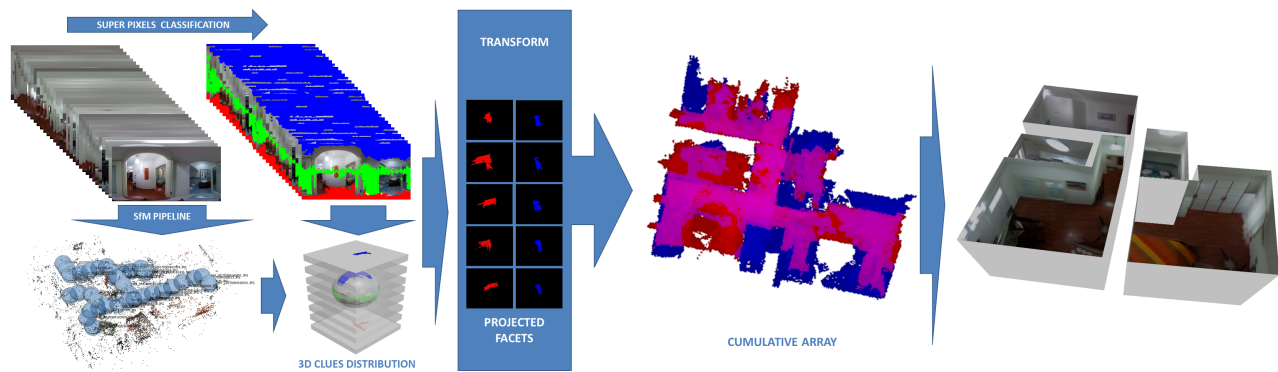 SUPER PIXELS CLASSIFICATION
SfM PIPELINE
3D CLUES DISTRIBUTION
TRANSFORM
PROJECTED
FACETS
CUMULATIVE ARRAY